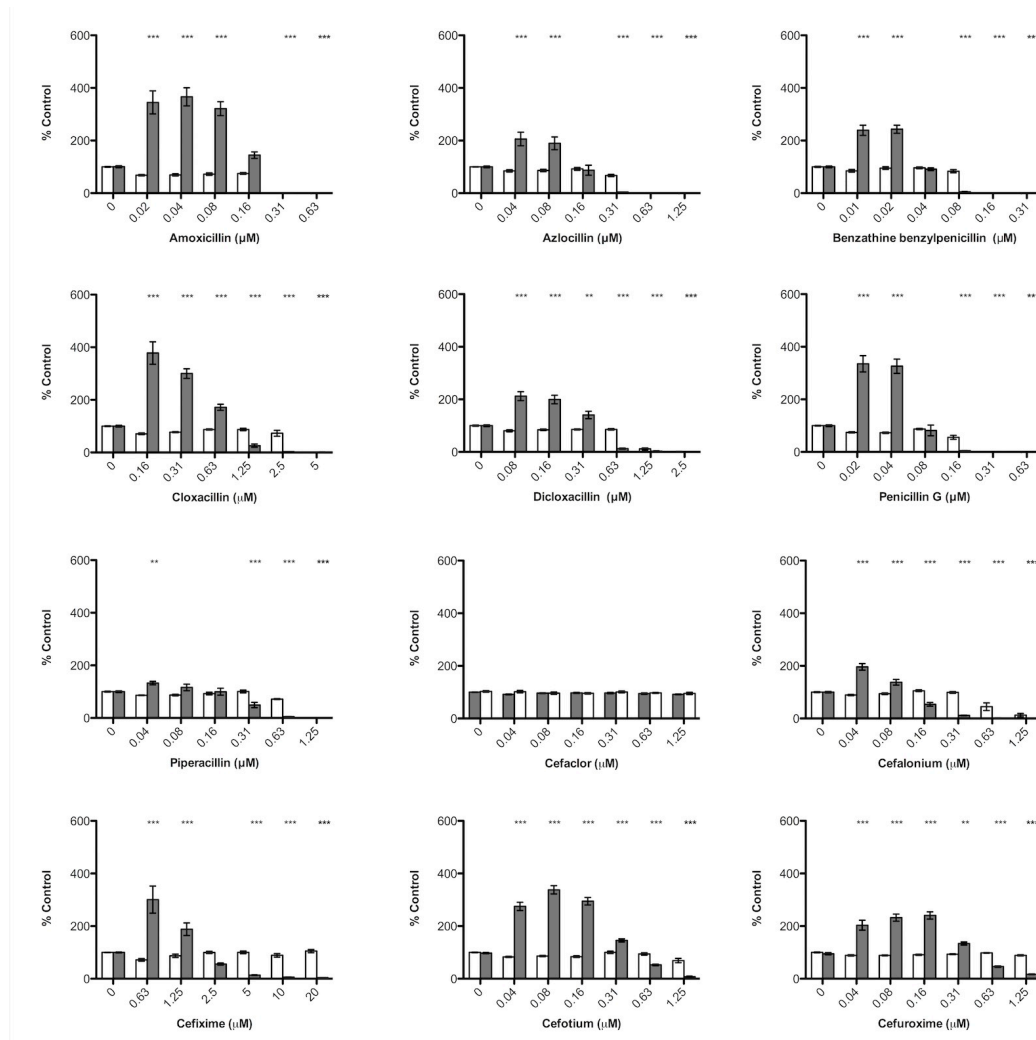 600
400
200
0
% Control
*** *** *** *** ***
0 0.02 0.04 0.08 0.16 0.31 0.63
Amoxicillin (µM)
600
400
200
0
% Control
*** *** *** *** ***
0 0.04 0.08 0.16 0.31 0.63 1.25
Azlocillin (µM)
600
400
200
0
% Control
*** *** *** *** **
0 0.01 0.02 0.04 0.08 0.16 0.31
Benzathine benzylpenicillin (µM)
600
400
200
0
% Control
*** *** *** *** *** ***
0 0.16 0.31 0.63 1.25 2.5 5
Cloxacillin (µM)
600
400
200
0
% Control
*** *** ** *** *** ***
0 0.08 0.16 0.31 0.63 1.25 2.5
Dicloxacillin (µM)
600
400
200
0
% Control
*** *** *** *** **
0 0.02 0.04 0.08 0.16 0.31 0.63
Penicillin G (µM)
600
400
200
0
% Control
** *** *** ***
0 0.04 0.08 0.16 0.31 0.63 1.25
Piperacillin (µM)
600
400
200
0
% Control
0 0.04 0.08 0.16 0.31 0.63 1.25
Cefaclor (µM)
600
400
200
0
% Control
*** *** *** *** *** ***
0 0.04 0.08 0.16 0.31 0.63 1.25
Cefalonium (µM)
600
400
200
0
% Control
*** *** *** *** ***
0 0.63 1.25 2.5 5 10 20
Cefixime (µM)
600
400
200
0
% Control
*** *** *** *** *** ***
0 0.04 0.08 0.16 0.31 0.63 1.25
Cefotium (µM)
600
400
200
0
% Control
*** *** *** ** *** ***
0 0.04 0.08 0.16 0.31 0.63 1.25
Cefuroxime (µM)